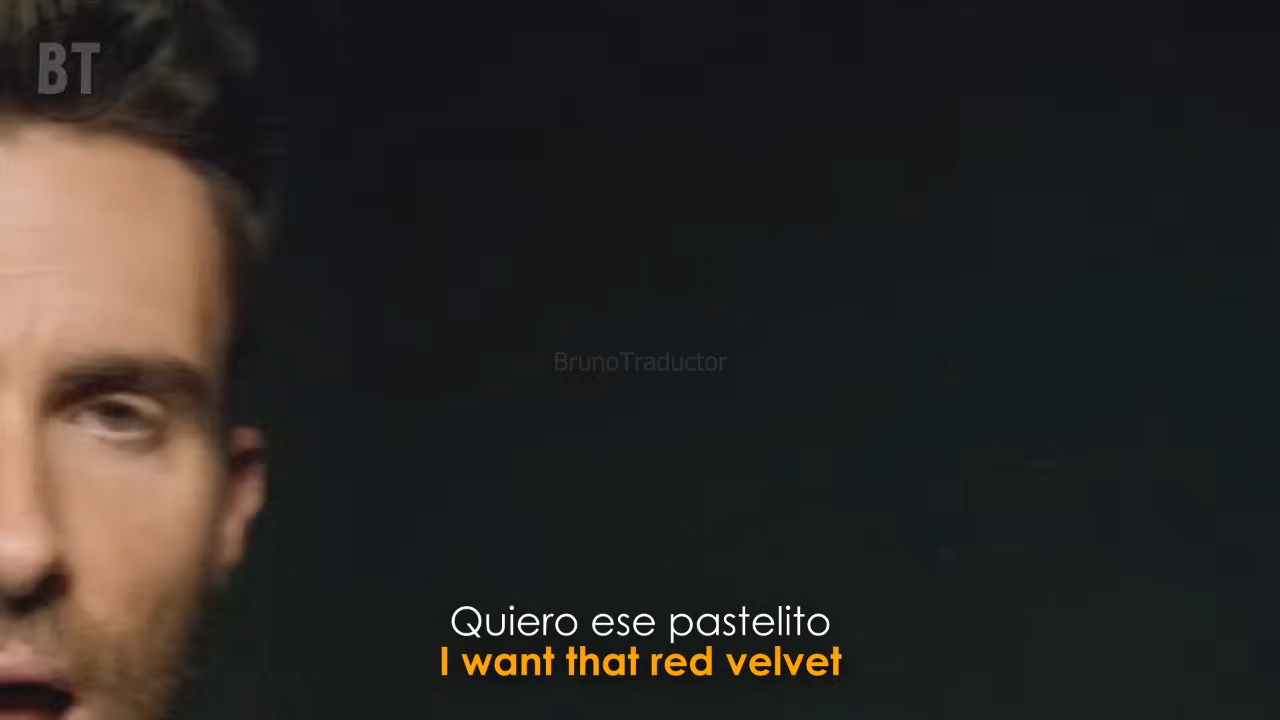 BT
BrunoTraductor
Quiero ese pastelito
I want that red velvet